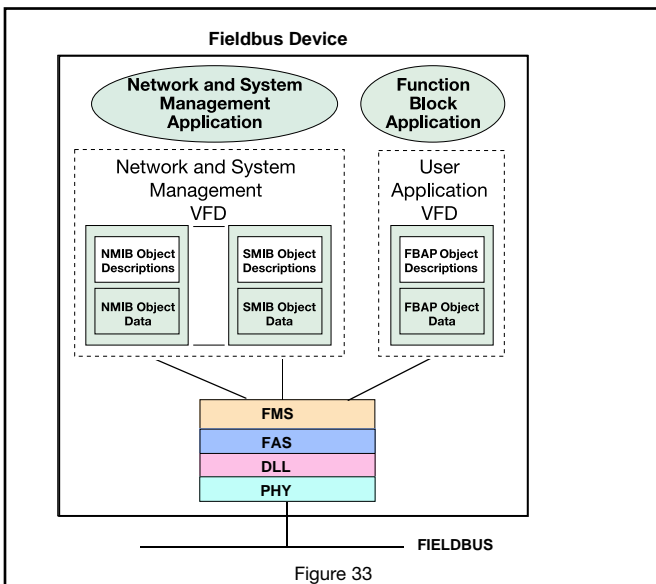 Fieldbus Device
Network and System
Management
Application
Function
Block
Application
Network and System
Management
VFD
User
Application
VFD
NMIB Object
Descriptions
NMIB Object
Data
SMIB Object
Descriptions
SMIB Object
Data
FBAP Object
Descriptions
FBAP Object
Data
FMS
FAS
DLL
PHY
FIELDBUS
Figure 33